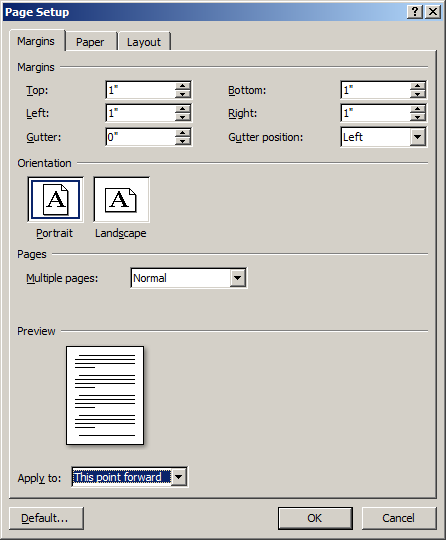 Page Setup
Margins Paper Layout
Margins
Top: 1" Bottom: 1"
Left: 1" Right: 1"
Gutter: 0" Gutter position: Left
Orientation
A A
Portrait Landscape
Pages
Multiple pages: Normal
Preview
Apply to: This point forward
Default... OK Cancel